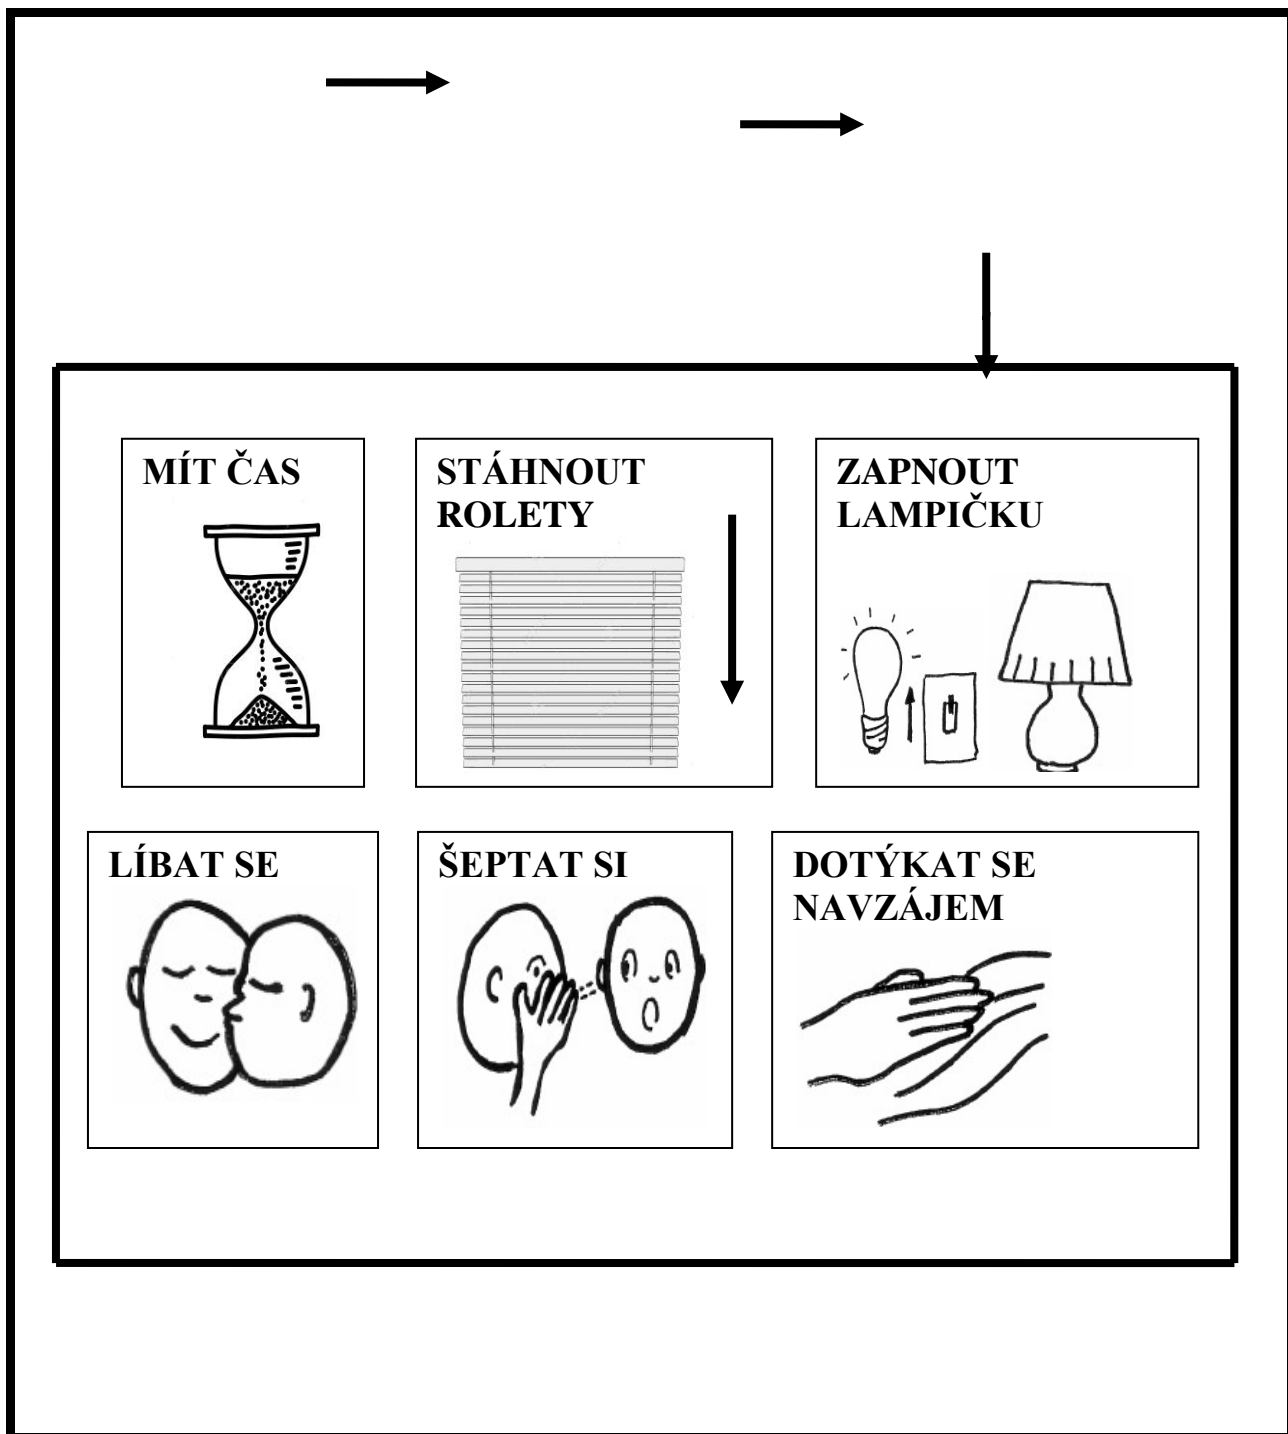 MÍT ČAS
STÁHNOUT
ROLETY
ZAPNOUT
LAMPIČKU
LÍBAT SE
ŠEPTAT SI
DOTÝKAT SE
NAVZÁJEM